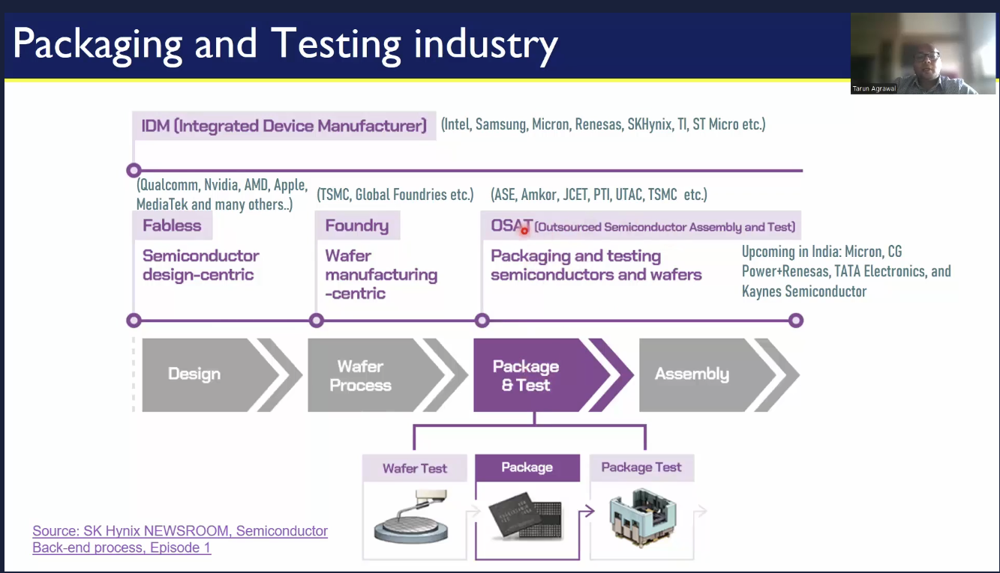 Packaging and Testing industry
Tarun Agrawal
IDM (Integrated Device Manufacturer)
(Intel, Samsung, Micron, Renesas, SKHynix, TI, ST Micro etc.)
(Qualcomm, Nvidia, AMD, Apple,
MediaTek and many others..)
(TSMC, Global Foundries etc.)
(ASE, Amkor, JCET, PTI, UTAC, TSMC etc.)
Fabless
Semiconductor
design-centric
Foundry
Wafer
manufacturing
-centric
OSAT (Outsourced Semiconductor Assembly and Test)
Packaging and testing
semiconductors and wafers
Upcoming in India: Micron, CG
Power+Renesas, TATA Electronics, and
Kaynes Semiconductor
Design
Wafer
Process
Package
& Test
Assembly
Wafer Test
Package
Package Test
Source: SK Hynix NEWSROOM, Semiconductor
Back-end process, Episode 1